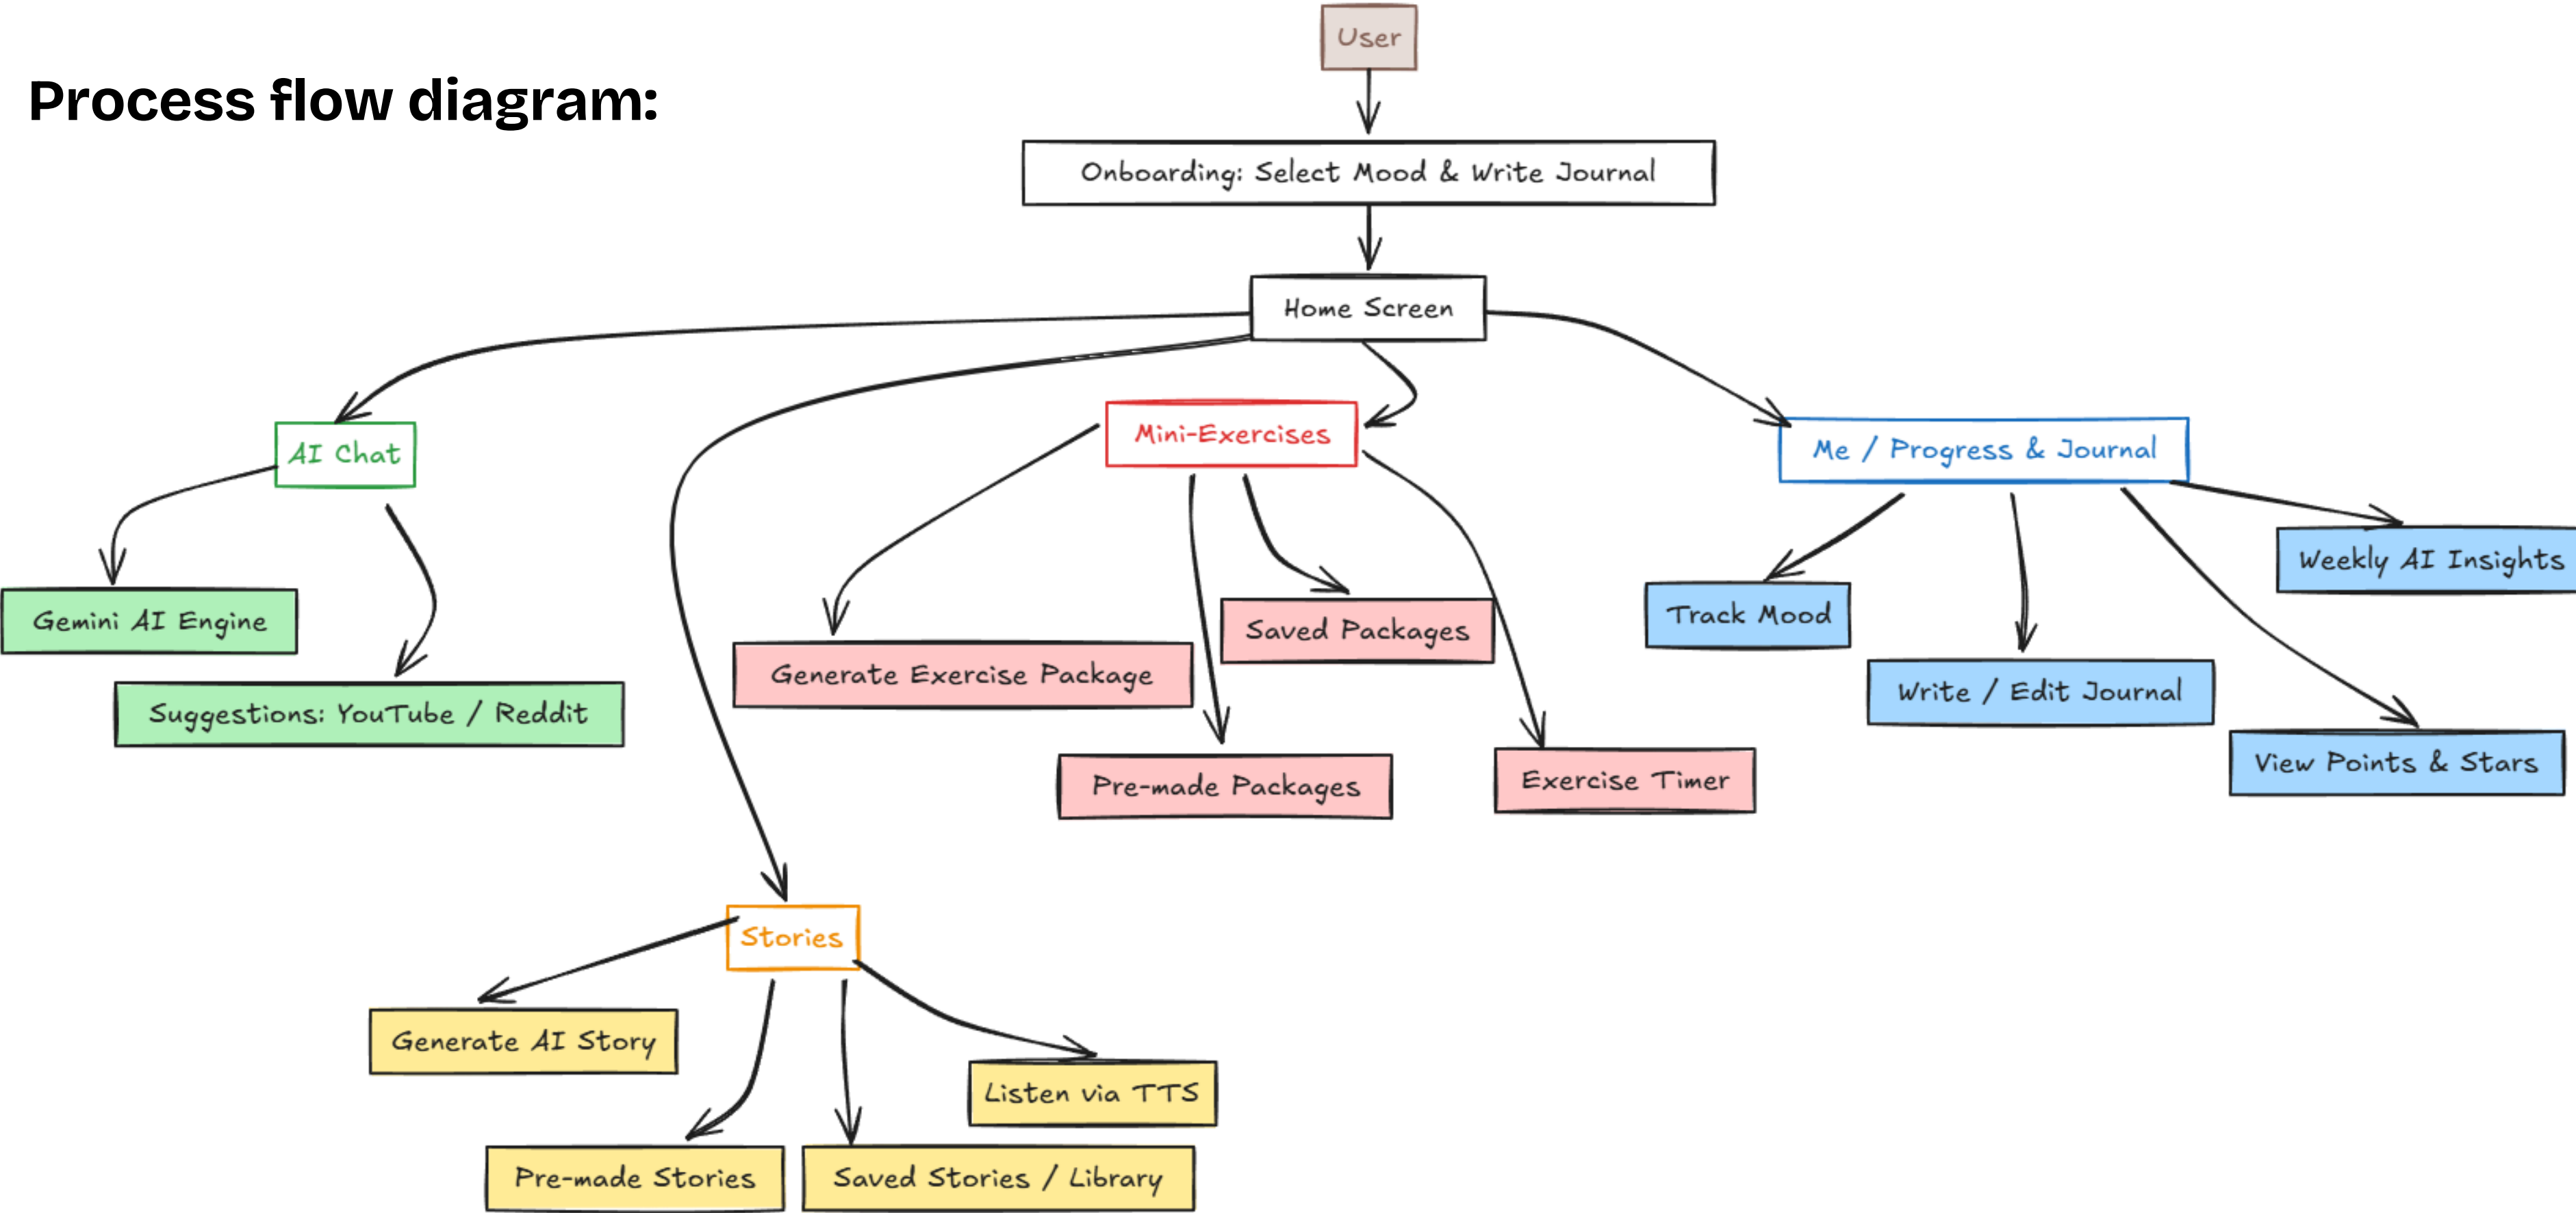 User
Process flow diagram:
Onboarding: Select Mood & Write Journal
Home Screen
AI Chat
Mini-Exercises
Me / Progress & Journal
Gemini AI Engine
Suggestions: YouTube / Reddit
Generate Exercise Package
Saved Packages
Pre-made Packages
Exercise Timer
Track Mood
Write / Edit Journal
Weekly AI Insights
View Points & Stars
Stories
Generate AI Story
Listen via TTS
Pre-made Stories
Saved Stories / Library